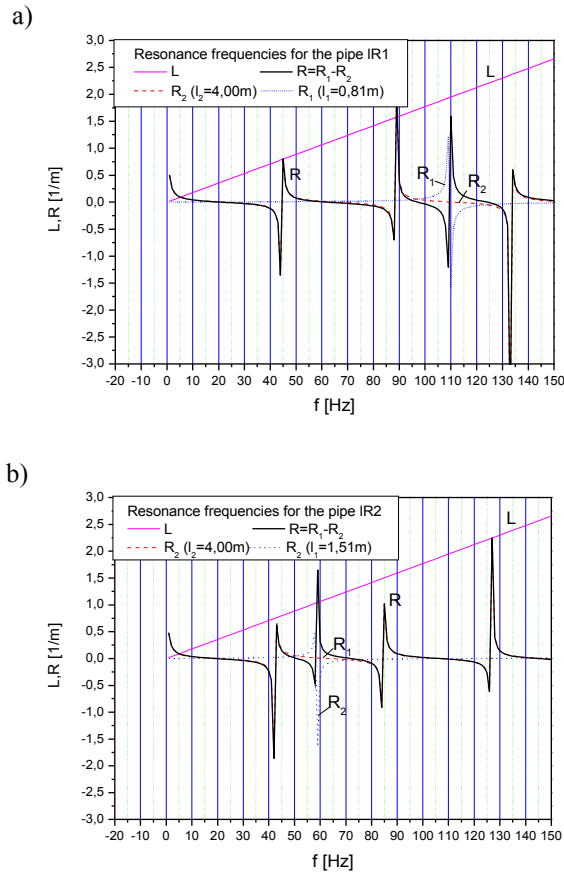 a)
3,0
2,5
2,0
1,5
1,0
0,5
0,0
-0,5
-1,0
-1,5
-2,0
-2,5
-3,0
L,R [1/m]
Resonance frequencies for the pipe IR1
L R=R₁-R₂
R₂ (l₂=4,00m) R₁ (l₁=0,81m)
L
R
R₁
R₂
-20 -10 0 10 20 30 40 50 60 70 80 90 100 110 120 130 140 150
f [Hz]
b)
3,0
2,5
2,0
1,5
1,0
0,5
0,0
-0,5
-1,0
-1,5
-2,0
-2,5
-3,0
L,R [1/m]
Resonance frequencies for the pipe IR2
L R=R₁-R₂
R₂ (l₂=4,00m) R₂ (l₁=1,51m)
L
R
R₁
R₂
-20 -10 0 10 20 30 40 50 60 70 80 90 100 110 120 130 140 150
f [Hz]